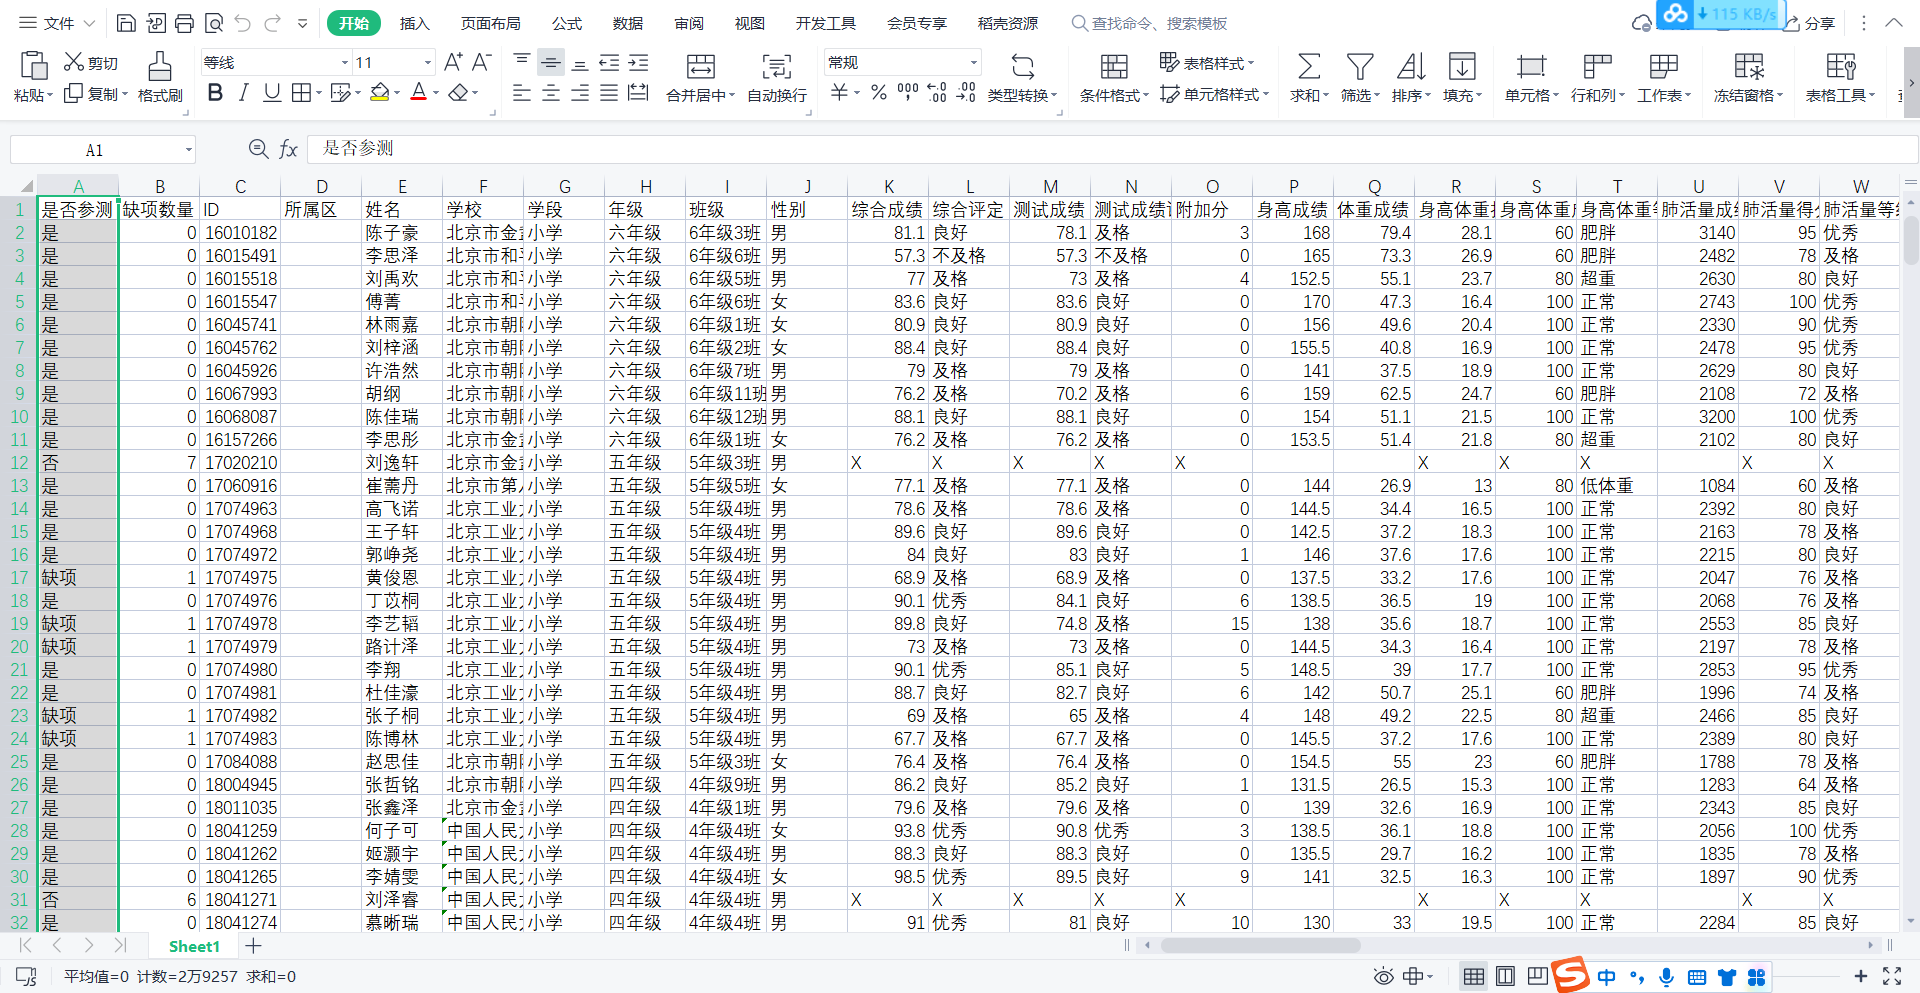 文件 开始 插入 页面布局 公式 数据 审阅 视图 开发工具 会员专享 稻壳资源 查找命令、搜索模板 115 KB/s 分享
剪切 等线 11 A+ A- 常规 表格样式
粘贴 复制 格式刷 B I U A 合并居中 自动换行 ¥ % 类型转换 条件格式 单元格样式 求和 筛选 排序 填充 单元格 行和列 工作表 冻结窗格 表格工具
A1 fx 是否参测
A B C D E F G H I J K L M N O P Q R S T U V W
1 是否参测 缺项数量 ID 所属区 姓名 学校 学段 年级 班级 性别 综合成绩 综合评定 测试成绩 测试成绩 附加分 身高成绩 体重成绩 身高体重 身高体重 身高体重 肺活量成 肺活量得 肺活量等
2 是 0 16010182 陈子豪 北京市金 小学 六年级 6年级3班 男 81.1 良好 78.1 及格 3 168 79.4 28.1 60 肥胖 3140 95 优秀
3 是 0 16015491 李思泽 北京市和 小学 六年级 6年级6班 男 57.3 不及格 57.3 不及格 0 165 73.3 26.9 60 肥胖 2482 78 及格
4 是 0 16015518 刘禹欢 北京市和 小学 六年级 6年级5班 男 77 及格 73 及格 4 152.5 55.1 23.7 80 超重 2630 80 良好
5 是 0 16015547 傅菁 北京市和 小学 六年级 6年级6班 女 83.6 良好 83.6 良好 0 170 47.3 16.4 100 正常 2743 100 优秀
6 是 0 16045741 林雨嘉 北京市朝 小学 六年级 6年级1班 女 80.9 良好 80.9 良好 0 156 49.6 20.4 100 正常 2330 90 优秀
7 是 0 16045762 刘梓涵 北京市朝 小学 六年级 6年级2班 女 88.4 良好 88.4 良好 0 155.5 40.8 16.9 100 正常 2478 95 优秀
8 是 0 16045926 许浩然 北京市朝 小学 六年级 6年级7班 男 79 及格 79 及格 0 141 37.5 18.9 100 正常 2629 80 良好
9 是 0 16067993 胡纲 北京市朝 小学 六年级 6年级11班 男 76.2 及格 70.2 及格 6 159 62.5 24.7 60 肥胖 2108 72 及格
10 是 0 16068087 陈佳瑞 北京市朝 小学 六年级 6年级12班 男 88.1 良好 88.1 良好 0 154 51.1 21.5 100 正常 3200 100 优秀
11 是 0 16157266 李思彤 北京市金 小学 六年级 6年级1班 女 76.2 及格 76.2 及格 0 153.5 51.4 21.8 80 超重 2102 80 良好
12 否 7 17020210 刘逸轩 北京市金 小学 五年级 5年级3班 男 X X X X X X X X X X
13 是 0 17060916 崔薷丹 北京市第 小学 五年级 5年级5班 女 77.1 及格 77.1 及格 0 144 26.9 13 80 低体重 1084 60 及格
14 是 0 17074963 高飞诺 北京工业 小学 五年级 5年级4班 男 78.6 及格 78.6 及格 0 144.5 34.4 16.5 100 正常 2392 80 良好
15 是 0 17074968 王子轩 北京工业 小学 五年级 5年级4班 男 89.6 良好 89.6 良好 0 142.5 37.2 18.3 100 正常 2163 78 及格
16 是 0 17074972 郭峥尧 北京工业 小学 五年级 5年级4班 男 84 良好 83 良好 1 146 37.6 17.6 100 正常 2215 80 良好
17 缺项 1 17074975 黄俊恩 北京工业 小学 五年级 5年级4班 男 68.9 及格 68.9 及格 0 137.5 33.2 17.6 100 正常 2047 76 及格
18 是 0 17074976 丁苡桐 北京工业 小学 五年级 5年级4班 男 90.1 优秀 84.1 良好 6 138.5 36.5 19 100 正常 2068 76 及格
19 缺项 1 17074978 李艺韬 北京工业 小学 五年级 5年级4班 男 89.8 良好 74.8 及格 15 138 35.6 18.7 100 正常 2553 85 良好
20 缺项 1 17074979 路计泽 北京工业 小学 五年级 5年级4班 男 73 及格 73 及格 0 144.5 34.3 16.4 100 正常 2197 78 及格
21 是 0 17074980 李翔 北京工业 小学 五年级 5年级4班 男 90.1 优秀 85.1 良好 5 148.5 39 17.7 100 正常 2853 95 优秀
22 是 0 17074981 杜佳濠 北京工业 小学 五年级 5年级4班 男 88.7 良好 82.7 良好 6 142 50.7 25.1 60 肥胖 1996 74 及格
23 缺项 1 17074982 张子桐 北京工业 小学 五年级 5年级4班 男 69 及格 65 及格 4 148 49.2 22.5 80 超重 2466 85 良好
24 缺项 1 17074983 陈博林 北京工业 小学 五年级 5年级4班 男 67.7 及格 67.7 及格 0 145.5 37.2 17.6 100 正常 2389 80 良好
25 是 0 17084088 赵思佳 北京市朝 小学 五年级 5年级3班 女 76.4 及格 76.4 及格 0 154.5 55 23 60 肥胖 1788 78 及格
26 是 0 18004945 张哲铭 北京市朝 小学 四年级 4年级9班 男 86.2 良好 85.2 良好 1 131.5 26.5 15.3 100 正常 1283 64 及格
27 是 0 18011035 张鑫泽 北京市金 小学 四年级 4年级1班 男 79.6 及格 79.6 及格 0 139 32.6 16.9 100 正常 2343 85 良好
28 是 0 18041259 何子可 中国人民 小学 四年级 4年级4班 女 93.8 优秀 90.8 优秀 3 138.5 36.1 18.8 100 正常 2056 100 优秀
29 是 0 18041262 姬灏宇 中国人民 小学 四年级 4年级4班 男 88.3 良好 88.3 良好 0 135.5 29.7 16.2 100 正常 1835 78 及格
30 是 0 18041265 李婧雯 中国人民 小学 四年级 4年级4班 女 98.5 优秀 89.5 良好 9 141 32.5 16.3 100 正常 1897 90 优秀
31 否 6 18041271 刘泽睿 中国人民 小学 四年级 4年级4班 男 X X X X X X X X X X
32 是 0 18041274 慕晰瑞 中国人民 小学 四年级 4年级4班 男 91 优秀 81 良好 10 130 33 19.5 100 正常 2284 85 良好
Sheet1
平均值=0 计数=2万9257 求和=0 中